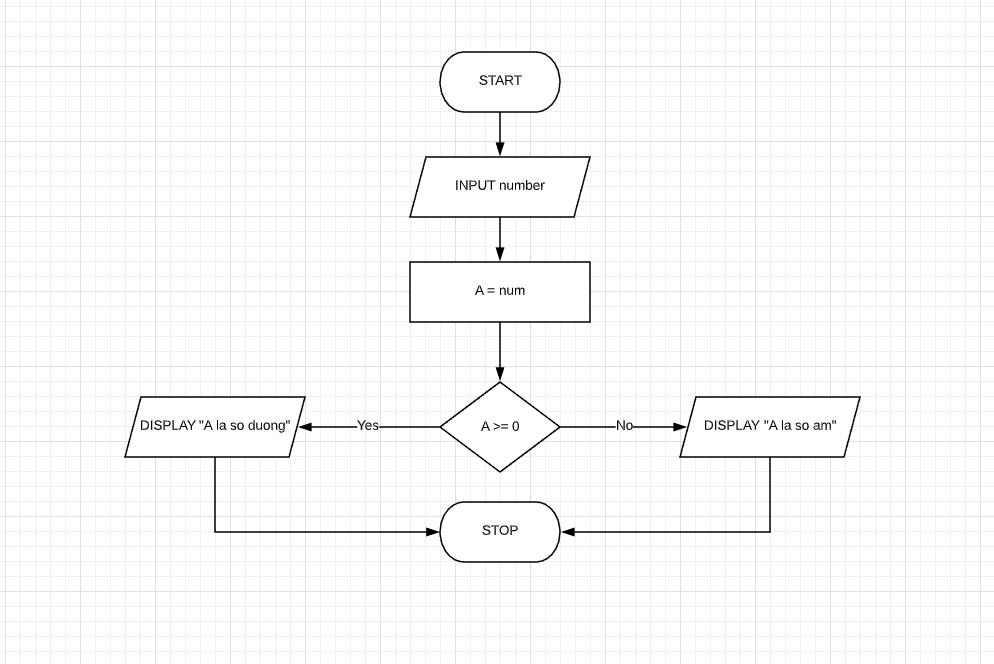 START
INPUT number
A = num
DISPLAY "A la so duong"
Yes
A >= 0
No
DISPLAY "A la so am"
STOP